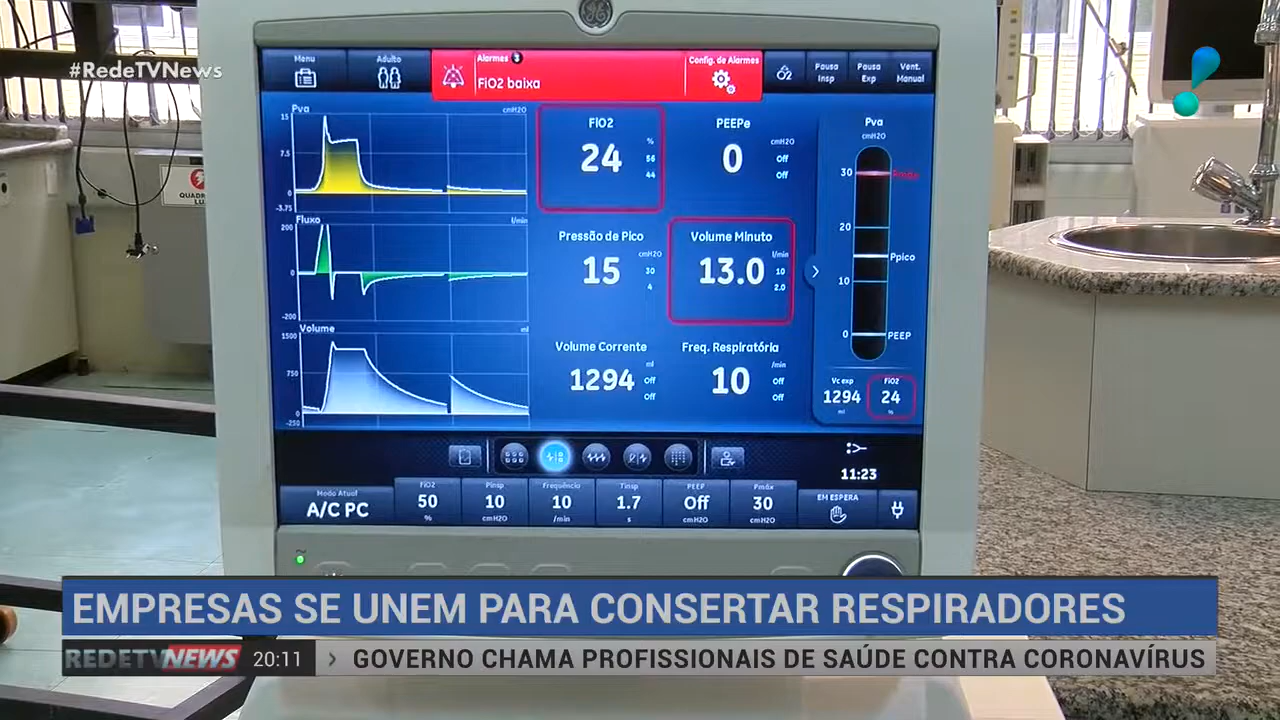 #RedeTVNews
GE
Menu
Adulto
Alarmes 3
FiO2 baixa
Config. de Alarmes
O2
Pausa
Insp
Pausa
Exp
Vent.
Manual
Pva
cmH2O
15
7.5
0
-3.75
Fluxo
l/min
200
0
-200
Volume
ml
1500
750
0
-250
FiO2
24
%
56
44
PEEPe
0
cmH2O
Off
Off
Pressão de Pico
15
cmH2O
30
4
Volume Minuto
13.0
l/min
10
2.0
Volume Corrente
1294
ml
Off
Off
Freq. Respiratória
10
/min
Off
Off
Pva
cmH2O
30
Pmáx
20
Ppico
10
0
PEEP
Vc exp
1294
ml
FiO2
24
%
11:23
Modo Atual
A/C PC
FiO2
50
%
Pinsp
10
cmH2O
Frequência
10
/min
Tinsp
1.7
s
PEEP
Off
cmH2O
Pmáx
30
cmH2O
EM ESPERA
QUADRO
EMPRESAS SE UNEM PARA CONSERTAR RESPIRADORES
REDETVNEWS 20:11 › GOVERNO CHAMA PROFISSIONAIS DE SAÚDE CONTRA CORONAVÍRUS